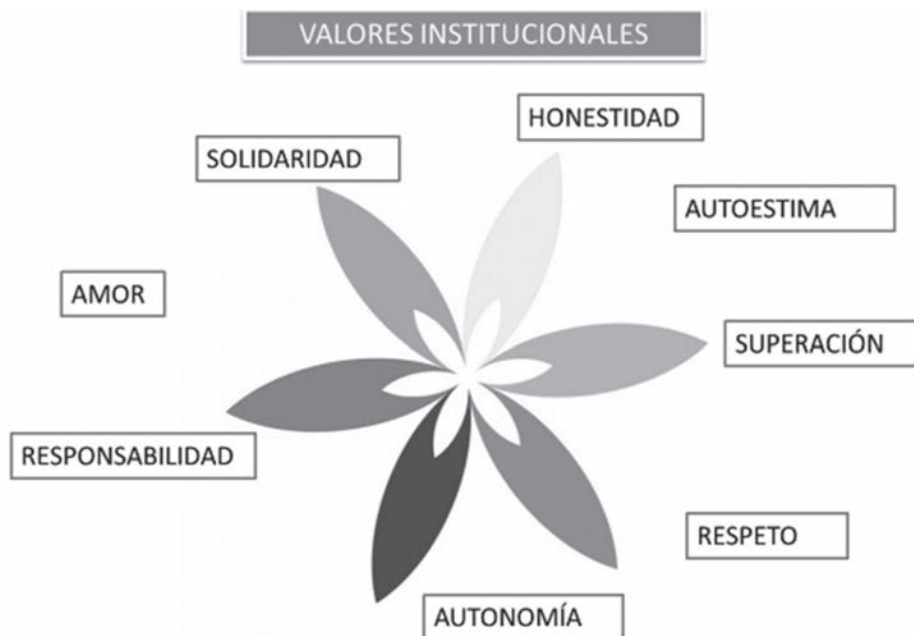 VALORES INSTITUCIONALES
HONESTIDAD
SOLIDARIDAD
AUTOESTIMA
AMOR
SUPERACIÓN
RESPONSABILIDAD
RESPETO
AUTONOMÍA